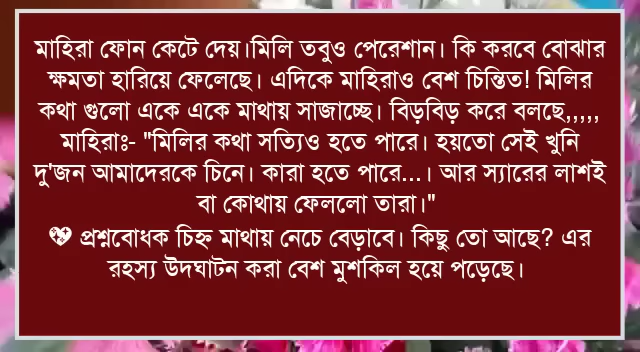 মাহিরা ফোন কেটে দেয়।মিলি তবুও পেরেশান। কি করবে বোঝার
ক্ষমতা হারিয়ে ফেলেছে। এদিকে মাহিরাও বেশ চিন্তিত! মিলির
কথা গুলো একে একে মাথায় সাজাচ্ছে। বিড়বিড় করে বলছে,,,,,
মাহিরাঃ- "মিলির কথা সত্যিও হতে পারে। হয়তো সেই খুনি
দু'জন আমাদেরকে চিনে। কারা হতে পারে...। আর স্যারের লাশই
বা কোথায় ফেললো তারা।"
💖 প্রশ্নবোধক চিহ্ন মাথায় নেচে বেড়াবে। কিছু তো আছে? এর
রহস্য উদঘাটন করা বেশ মুশকিল হয়ে পড়েছে।